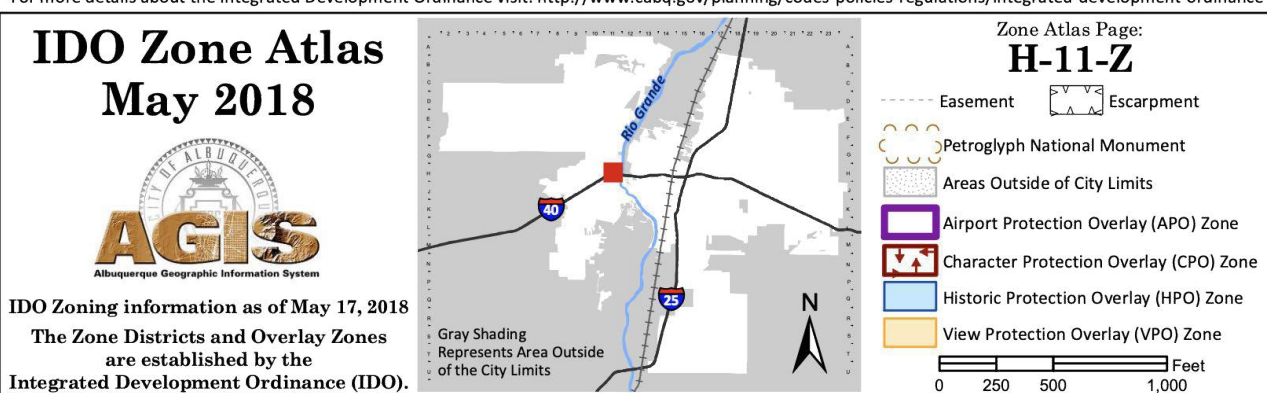 For more details about the Integrated Development Ordinance visit: http://www.cabq.gov/planning/codes-policies-regulations/integrated-development-ordinance
IDO Zone Atlas
May 2018
CITY OF ALBUQUERQUE
AGIS
Albuquerque Geographic Information System
IDO Zoning information as of May 17, 2018
The Zone Districts and Overlay Zones
are established by the
Integrated Development Ordinance (IDO).
Rio Grande
40
25
N
Gray Shading
Represents Area Outside
of the City Limits
Zone Atlas Page:
H-11-Z
Easement
Escarpment
Petroglyph National Monument
Areas Outside of City Limits
Airport Protection Overlay (APO) Zone
Character Protection Overlay (CPO) Zone
Historic Protection Overlay (HPO) Zone
View Protection Overlay (VPO) Zone
Feet
0 250 500 1,000